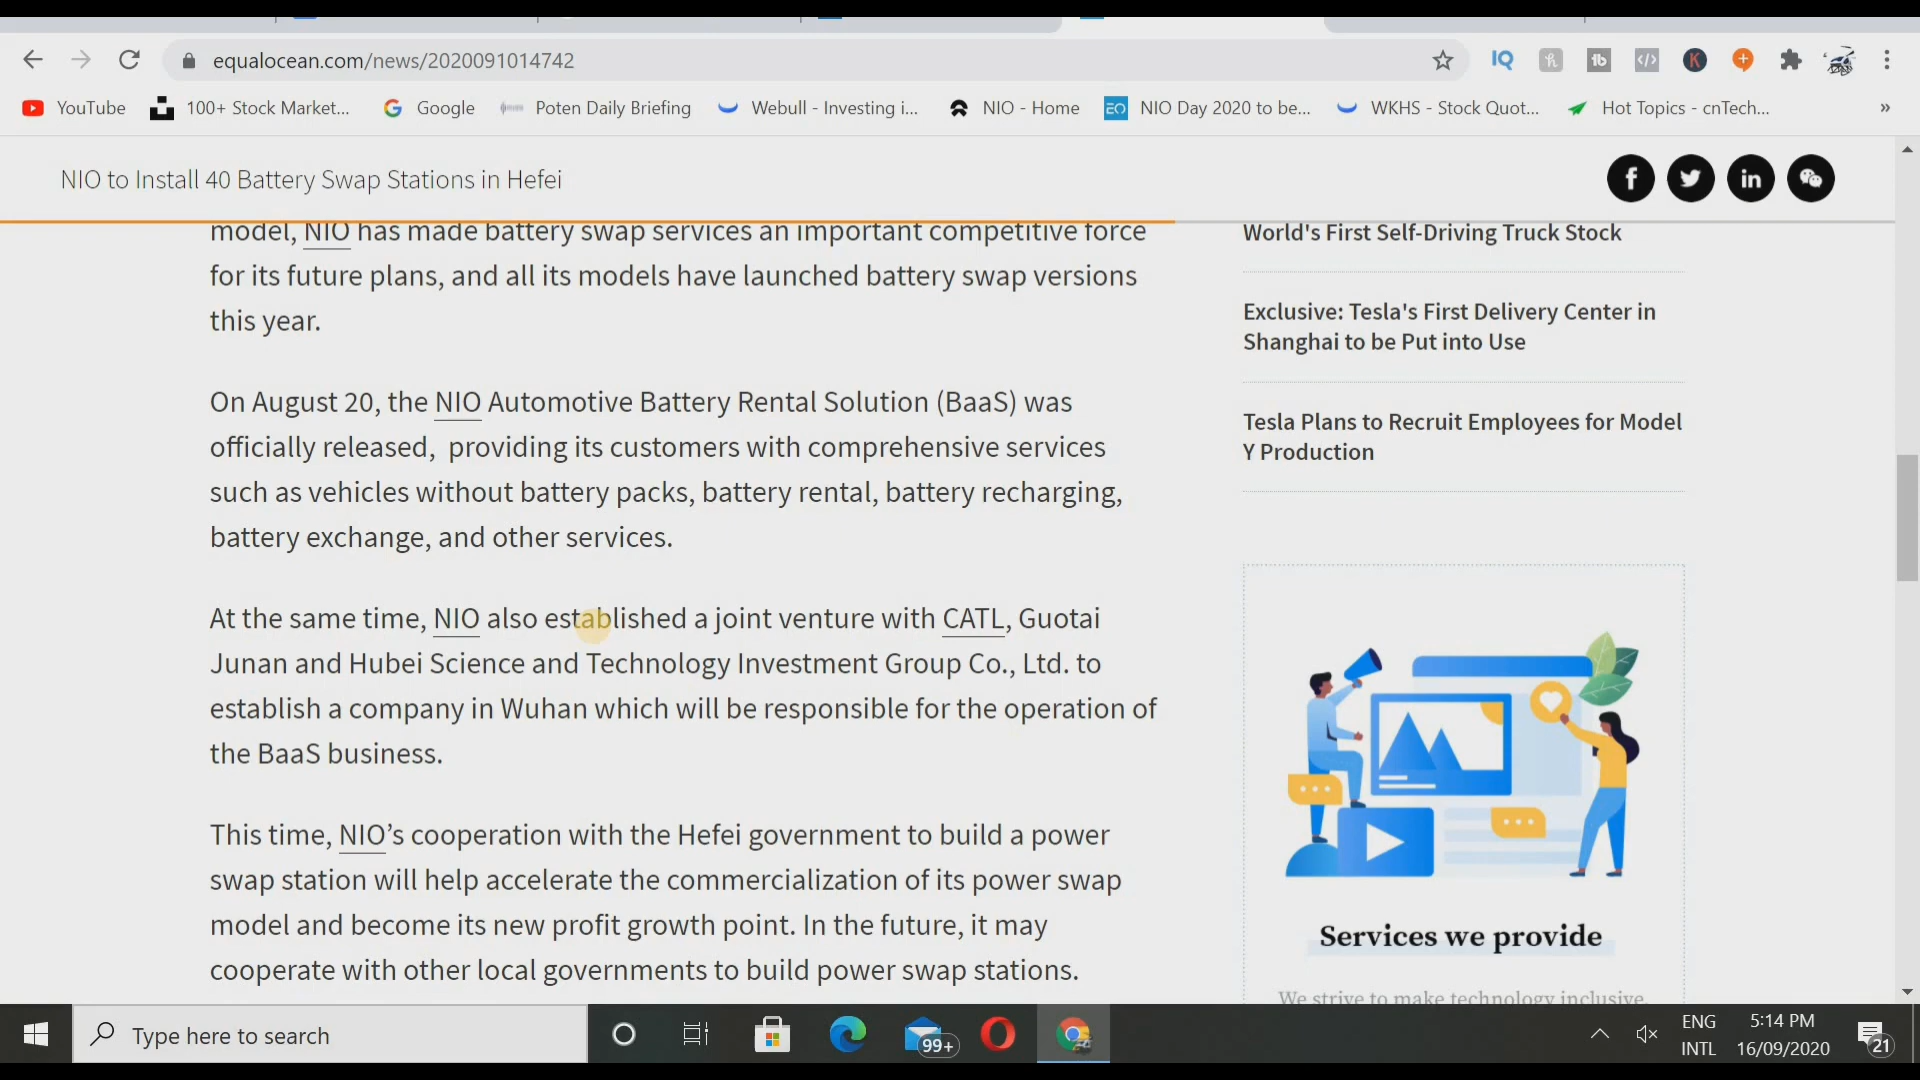 equalocean.com/news/2020091014742
IQ
tb
</>
K
YouTube
100+ Stock Market...
Google
Poten Daily Briefing
Webull - Investing i...
NIO - Home
EO
NIO Day 2020 to be...
WKHS - Stock Quot...
Hot Topics - cnTech...
»
NIO to Install 40 Battery Swap Stations in Hefei
f
in
model, NIO has made battery swap services an important competitive force
for its future plans, and all its models have launched battery swap versions
this year.
On August 20, the NIO Automotive Battery Rental Solution (BaaS) was
officially released,  providing its customers with comprehensive services
such as vehicles without battery packs, battery rental, battery recharging,
battery exchange, and other services.
At the same time, NIO also established a joint venture with CATL, Guotai
Junan and Hubei Science and Technology Investment Group Co., Ltd. to
establish a company in Wuhan which will be responsible for the operation of
the BaaS business.
This time, NIO’s cooperation with the Hefei government to build a power
swap station will help accelerate the commercialization of its power swap
model and become its new profit growth point. In the future, it may
cooperate with other local governments to build power swap stations.
World's First Self-Driving Truck Stock
Exclusive: Tesla's First Delivery Center in
Shanghai to be Put into Use
Tesla Plans to Recruit Employees for Model
Y Production
Services we provide
We strive to make technology inclusive.
Type here to search
99+
ENG
INTL
5:14 PM
16/09/2020
21